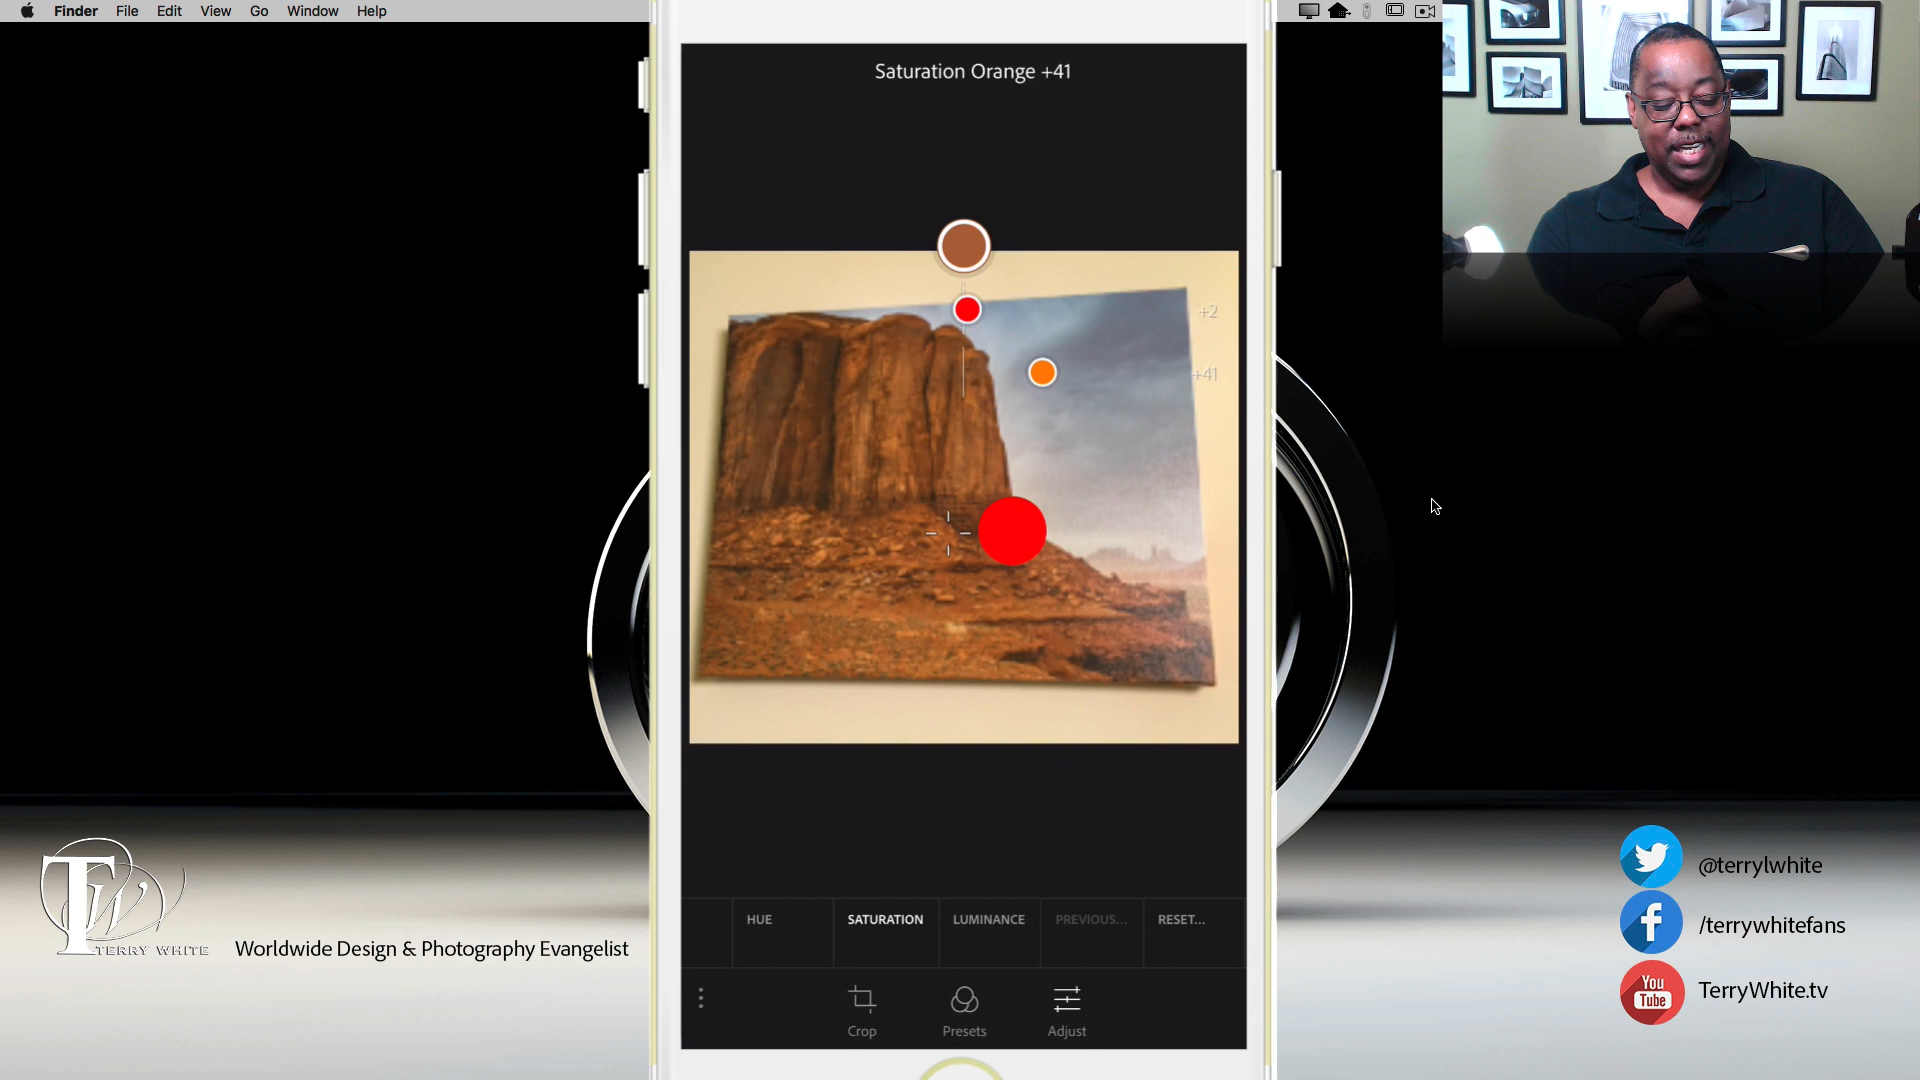 Finder File Edit View Go Window Help
Saturation Orange +41
+2
+41
HUE SATURATION LUMINANCE PREVIOUS... RESET...
Crop Presets Adjust
TW
TERRY WHITE
Worldwide Design & Photography Evangelist
@terrylwhite
f /terrywhitefans
You Tube TerryWhite.tv